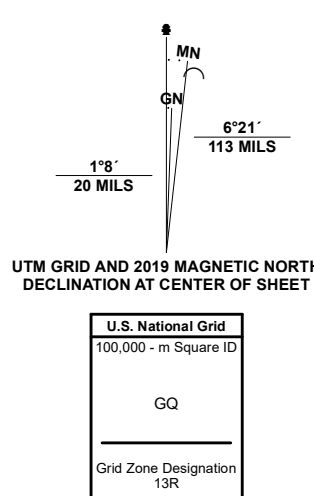 MN
GN
6°21´
113 MILS
1°8´
20 MILS
UTM GRID AND 2019 MAGNETIC NORTH
DECLINATION AT CENTER OF SHEET
U.S. National Grid
100,000 - m Square ID
GQ
Grid Zone Designation
13R